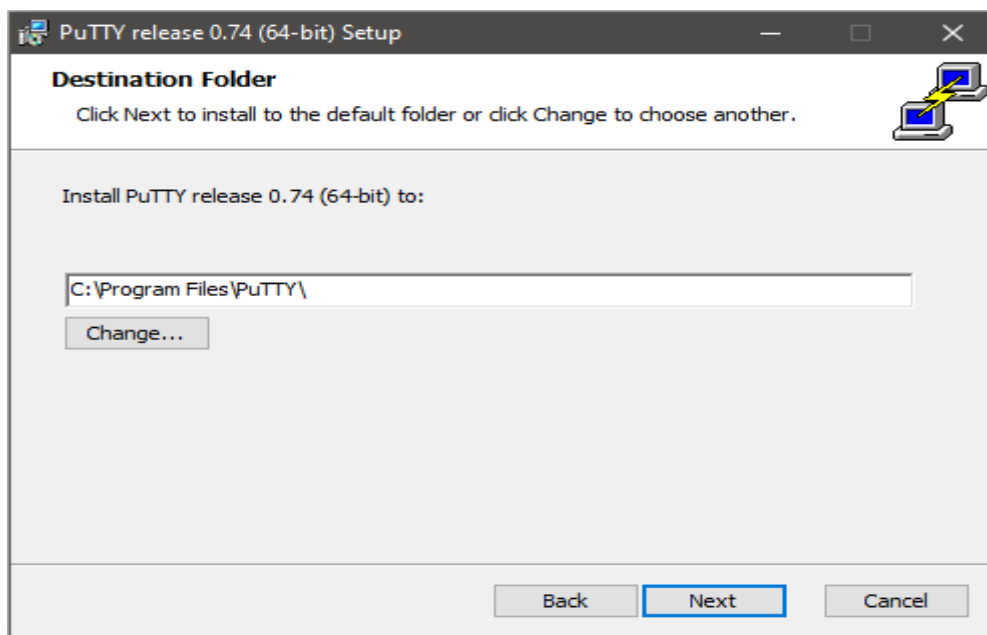 PuTTY release 0.74 (64-bit) Setup
Destination Folder
Click Next to install to the default folder or click Change to choose another.
Install PuTTY release 0.74 (64-bit) to:
C:\Program Files\PuTTY\
Change...
Back Next Cancel